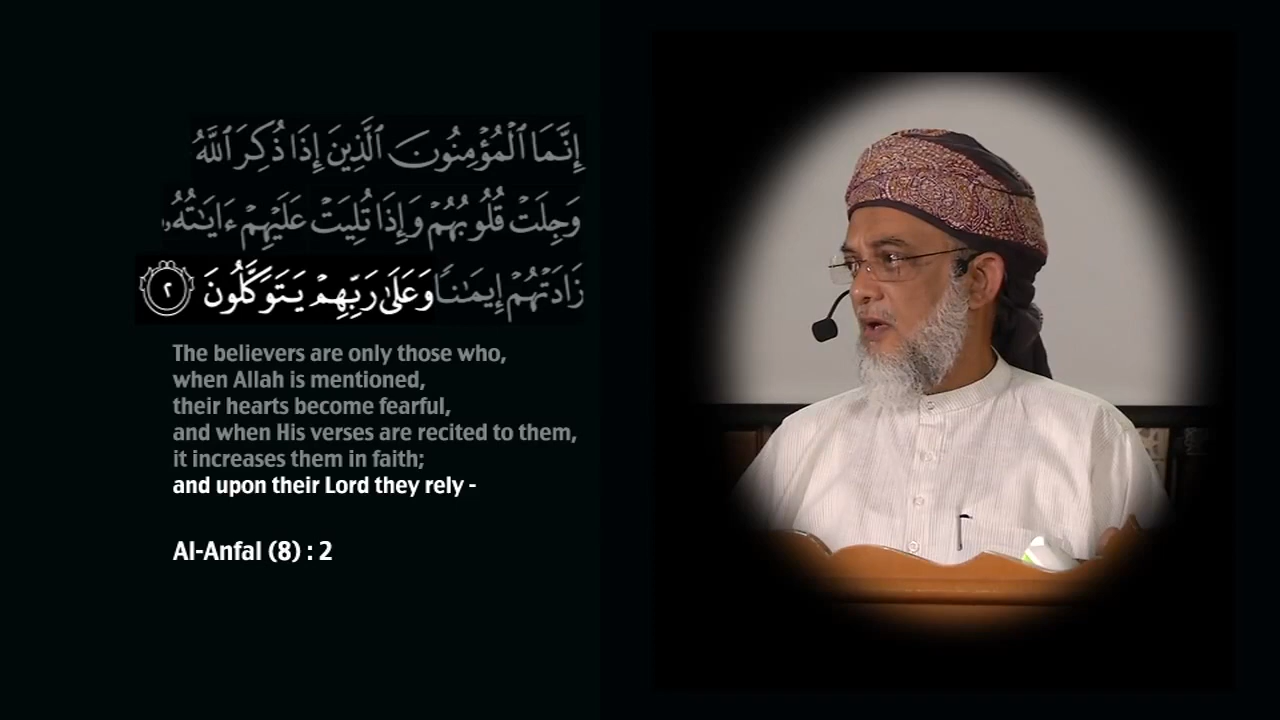 إِنَّمَا ٱلْمُؤْمِنُونَ ٱلَّذِينَ إِذَا ذُكِرَ ٱللَّهُ
وَجِلَتْ قُلُوبُهُمْ وَإِذَا تُلِيَتْ عَلَيْهِمْ ءَايَـٰتُهُۥ
زَادَتْهُمْ إِيمَـٰنًا وَعَلَىٰ رَبِّهِمْ يَتَوَكَّلُونَ ٢
The believers are only those who,
when Allah is mentioned,
their hearts become fearful,
and when His verses are recited to them,
it increases them in faith;
and upon their Lord they rely -
Al-Anfal (8) : 2